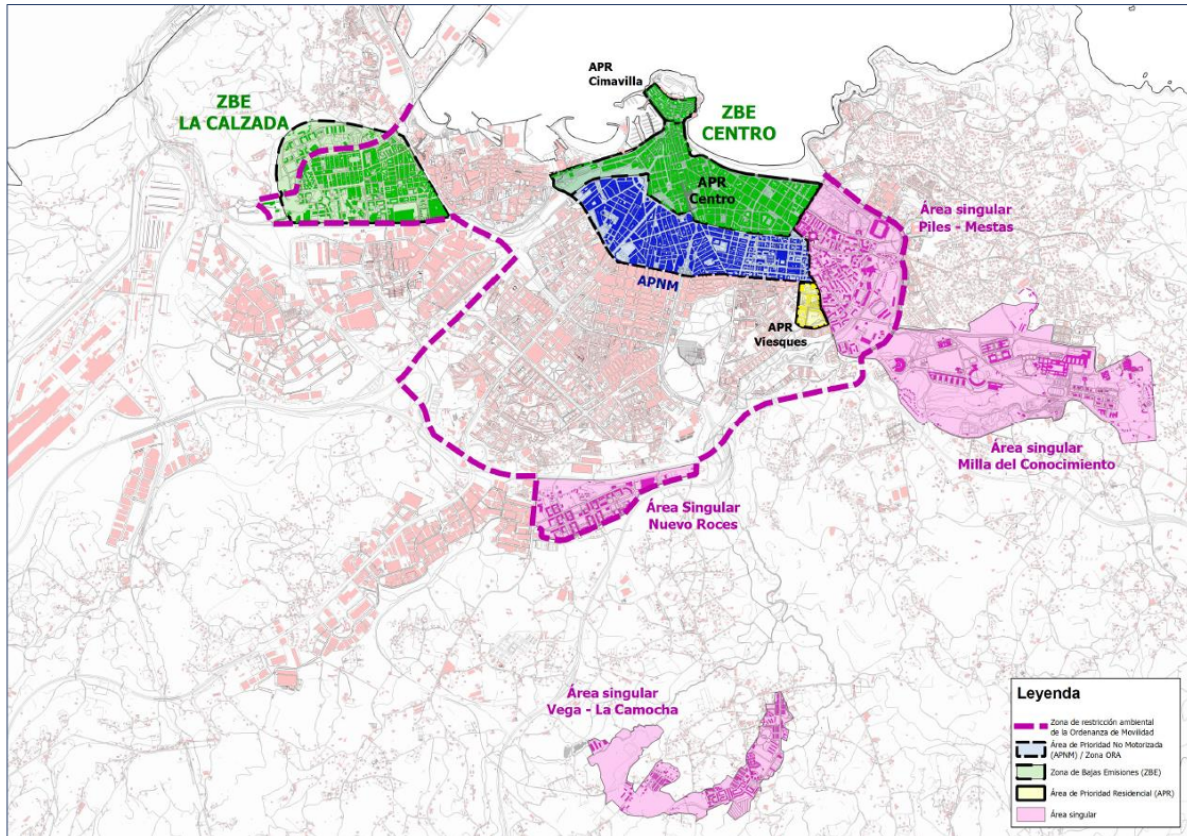 APR
Cimavilla
ZBE
LA CALZADA
ZBE
CENTRO
APR
Centro
Área singular
Piles - Mestas
APNM
APR
Viesques
Área singular
Milla del Conocimiento
Área Singular
Nuevo Roces
Área singular
Vega - La Camocha
Leyenda
Zona de restricción ambiental
de la Ordenanza de Movilidad
Área de Prioridad No Motorizada
(APNM) / Zona ORA
Zona de Bajas Emisiones (ZBE)
Área de Prioridad Residencial (APR)
Área singular